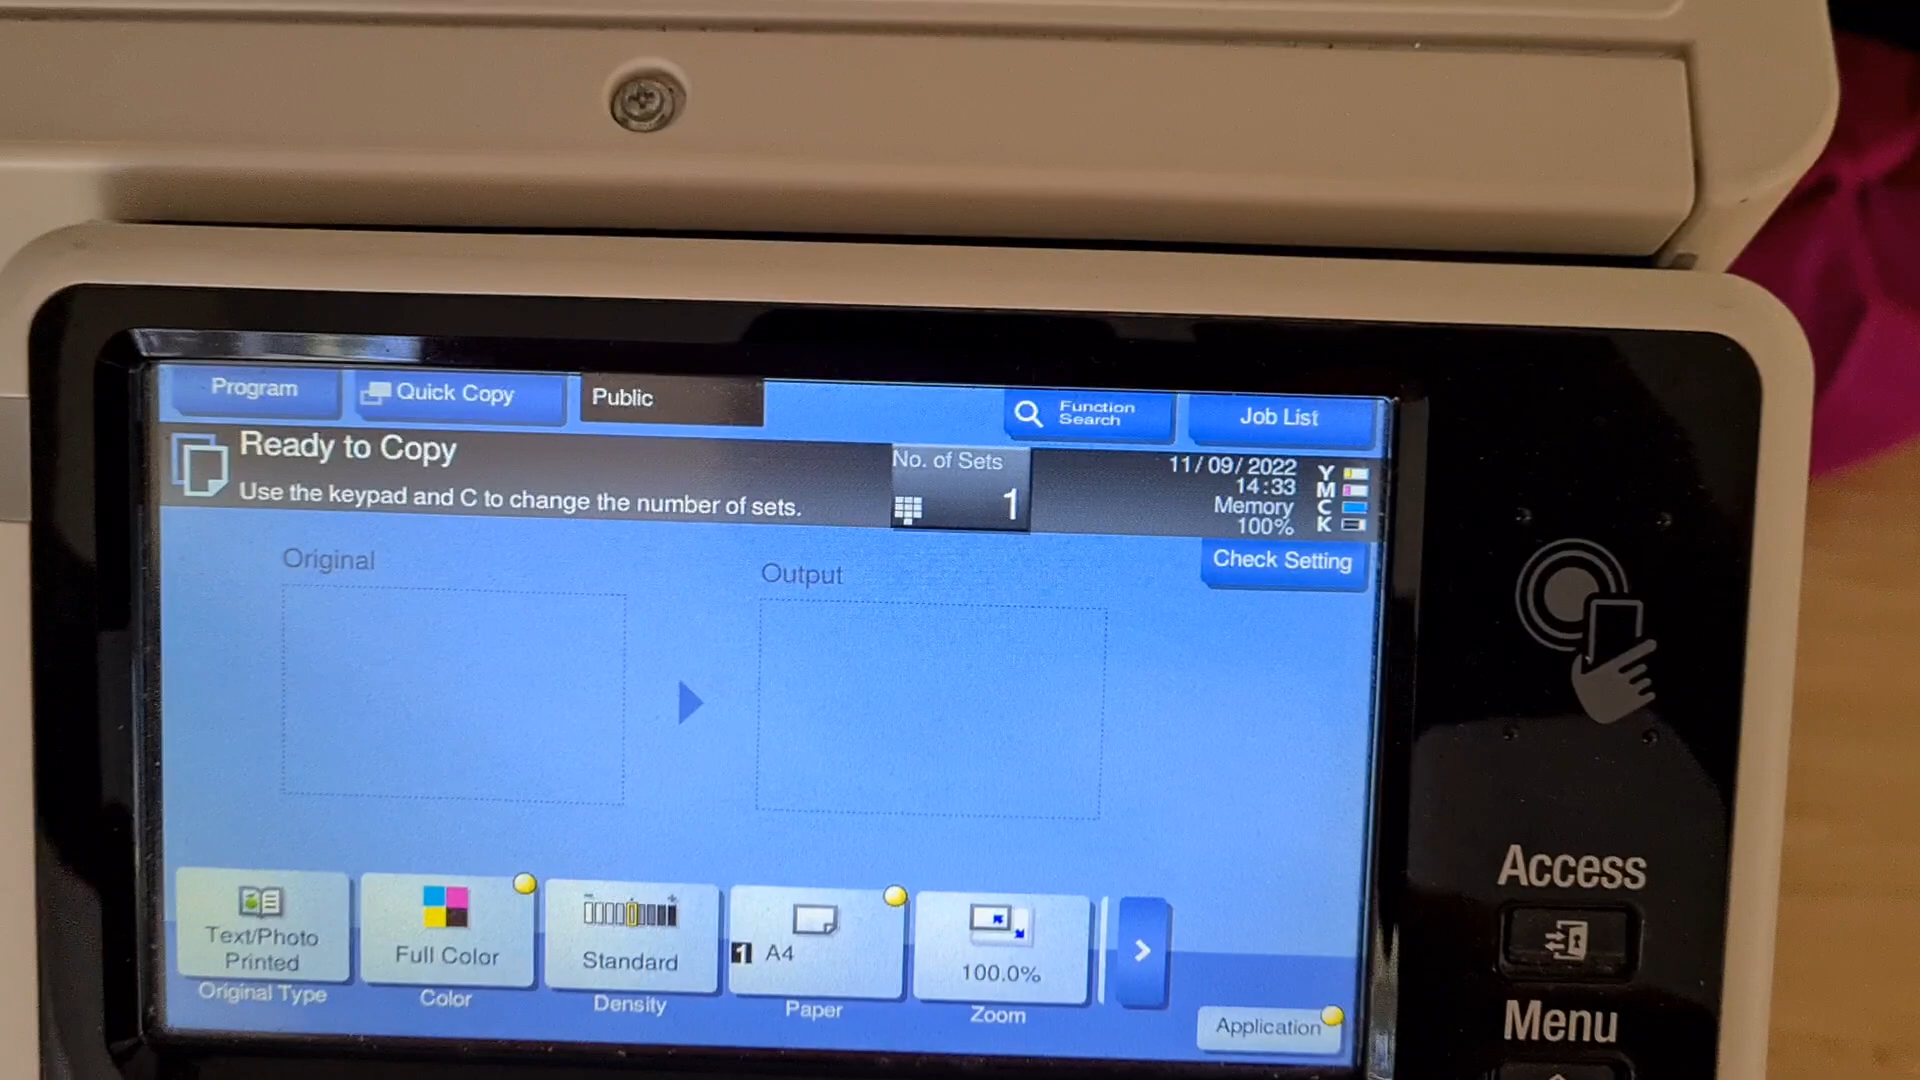 Program
Quick Copy
Public
Function
Search
Job List
Ready to Copy
Use the keypad and C to change the number of sets.
No. of Sets
1
11/09/2022
14:33
Memory
100%
Y
M
C
K
Check Setting
Original
Output
Text/Photo
Printed
Original Type
Full Color
Color
Standard
Density
1 A4
Paper
100.0%
Zoom
Application
Access
Menu